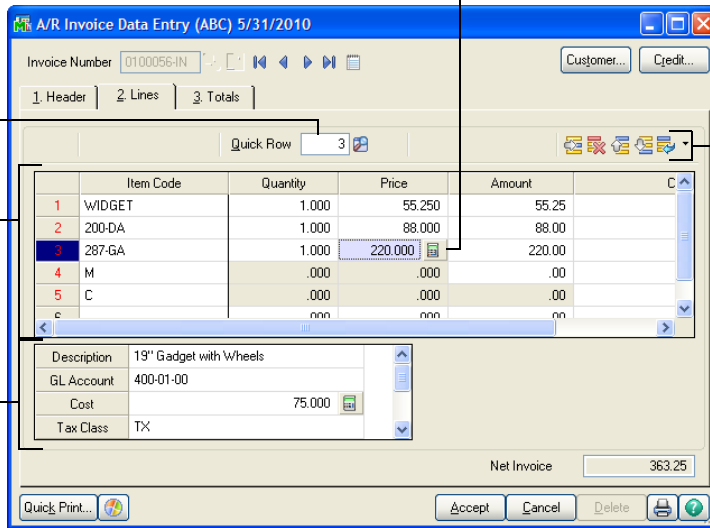 A/R Invoice Data Entry (ABC) 5/31/2010
Invoice Number 0100056-IN Customer... Credit...
1. Header 2. Lines 3. Totals
Quick Row 3
Item Code Quantity Price Amount C
1 WIDGET 1.000 55.250 55.25
2 200-DA 1.000 88.000 88.00
3 287-GA 1.000 220.000 220.00
4 M .000 .000 .00
5 C .000 .000 .00
6 .000 .000 .00
Description 19" Gadget with Wheels
GL Account 400-01-00
Cost 75.000
Tax Class TX
Net Invoice 363.25
Quick Print... Accept Cancel Delete